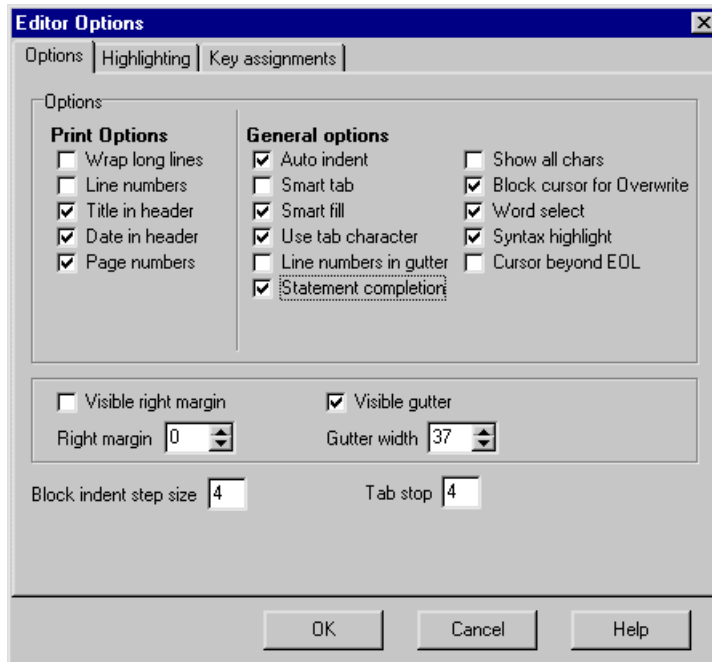 Editor Options
Options Highlighting Key assignments
Options
Print Options
Wrap long lines
Line numbers
Title in header
Date in header
Page numbers
General options
Auto indent
Smart tab
Smart fill
Use tab character
Line numbers in gutter
Statement completion
Show all chars
Block cursor for Overwrite
Word select
Syntax highlight
Cursor beyond EOL
Visible right margin
Visible gutter
Right margin 0
Gutter width 37
Block indent step size 4
Tab stop 4
OK Cancel Help